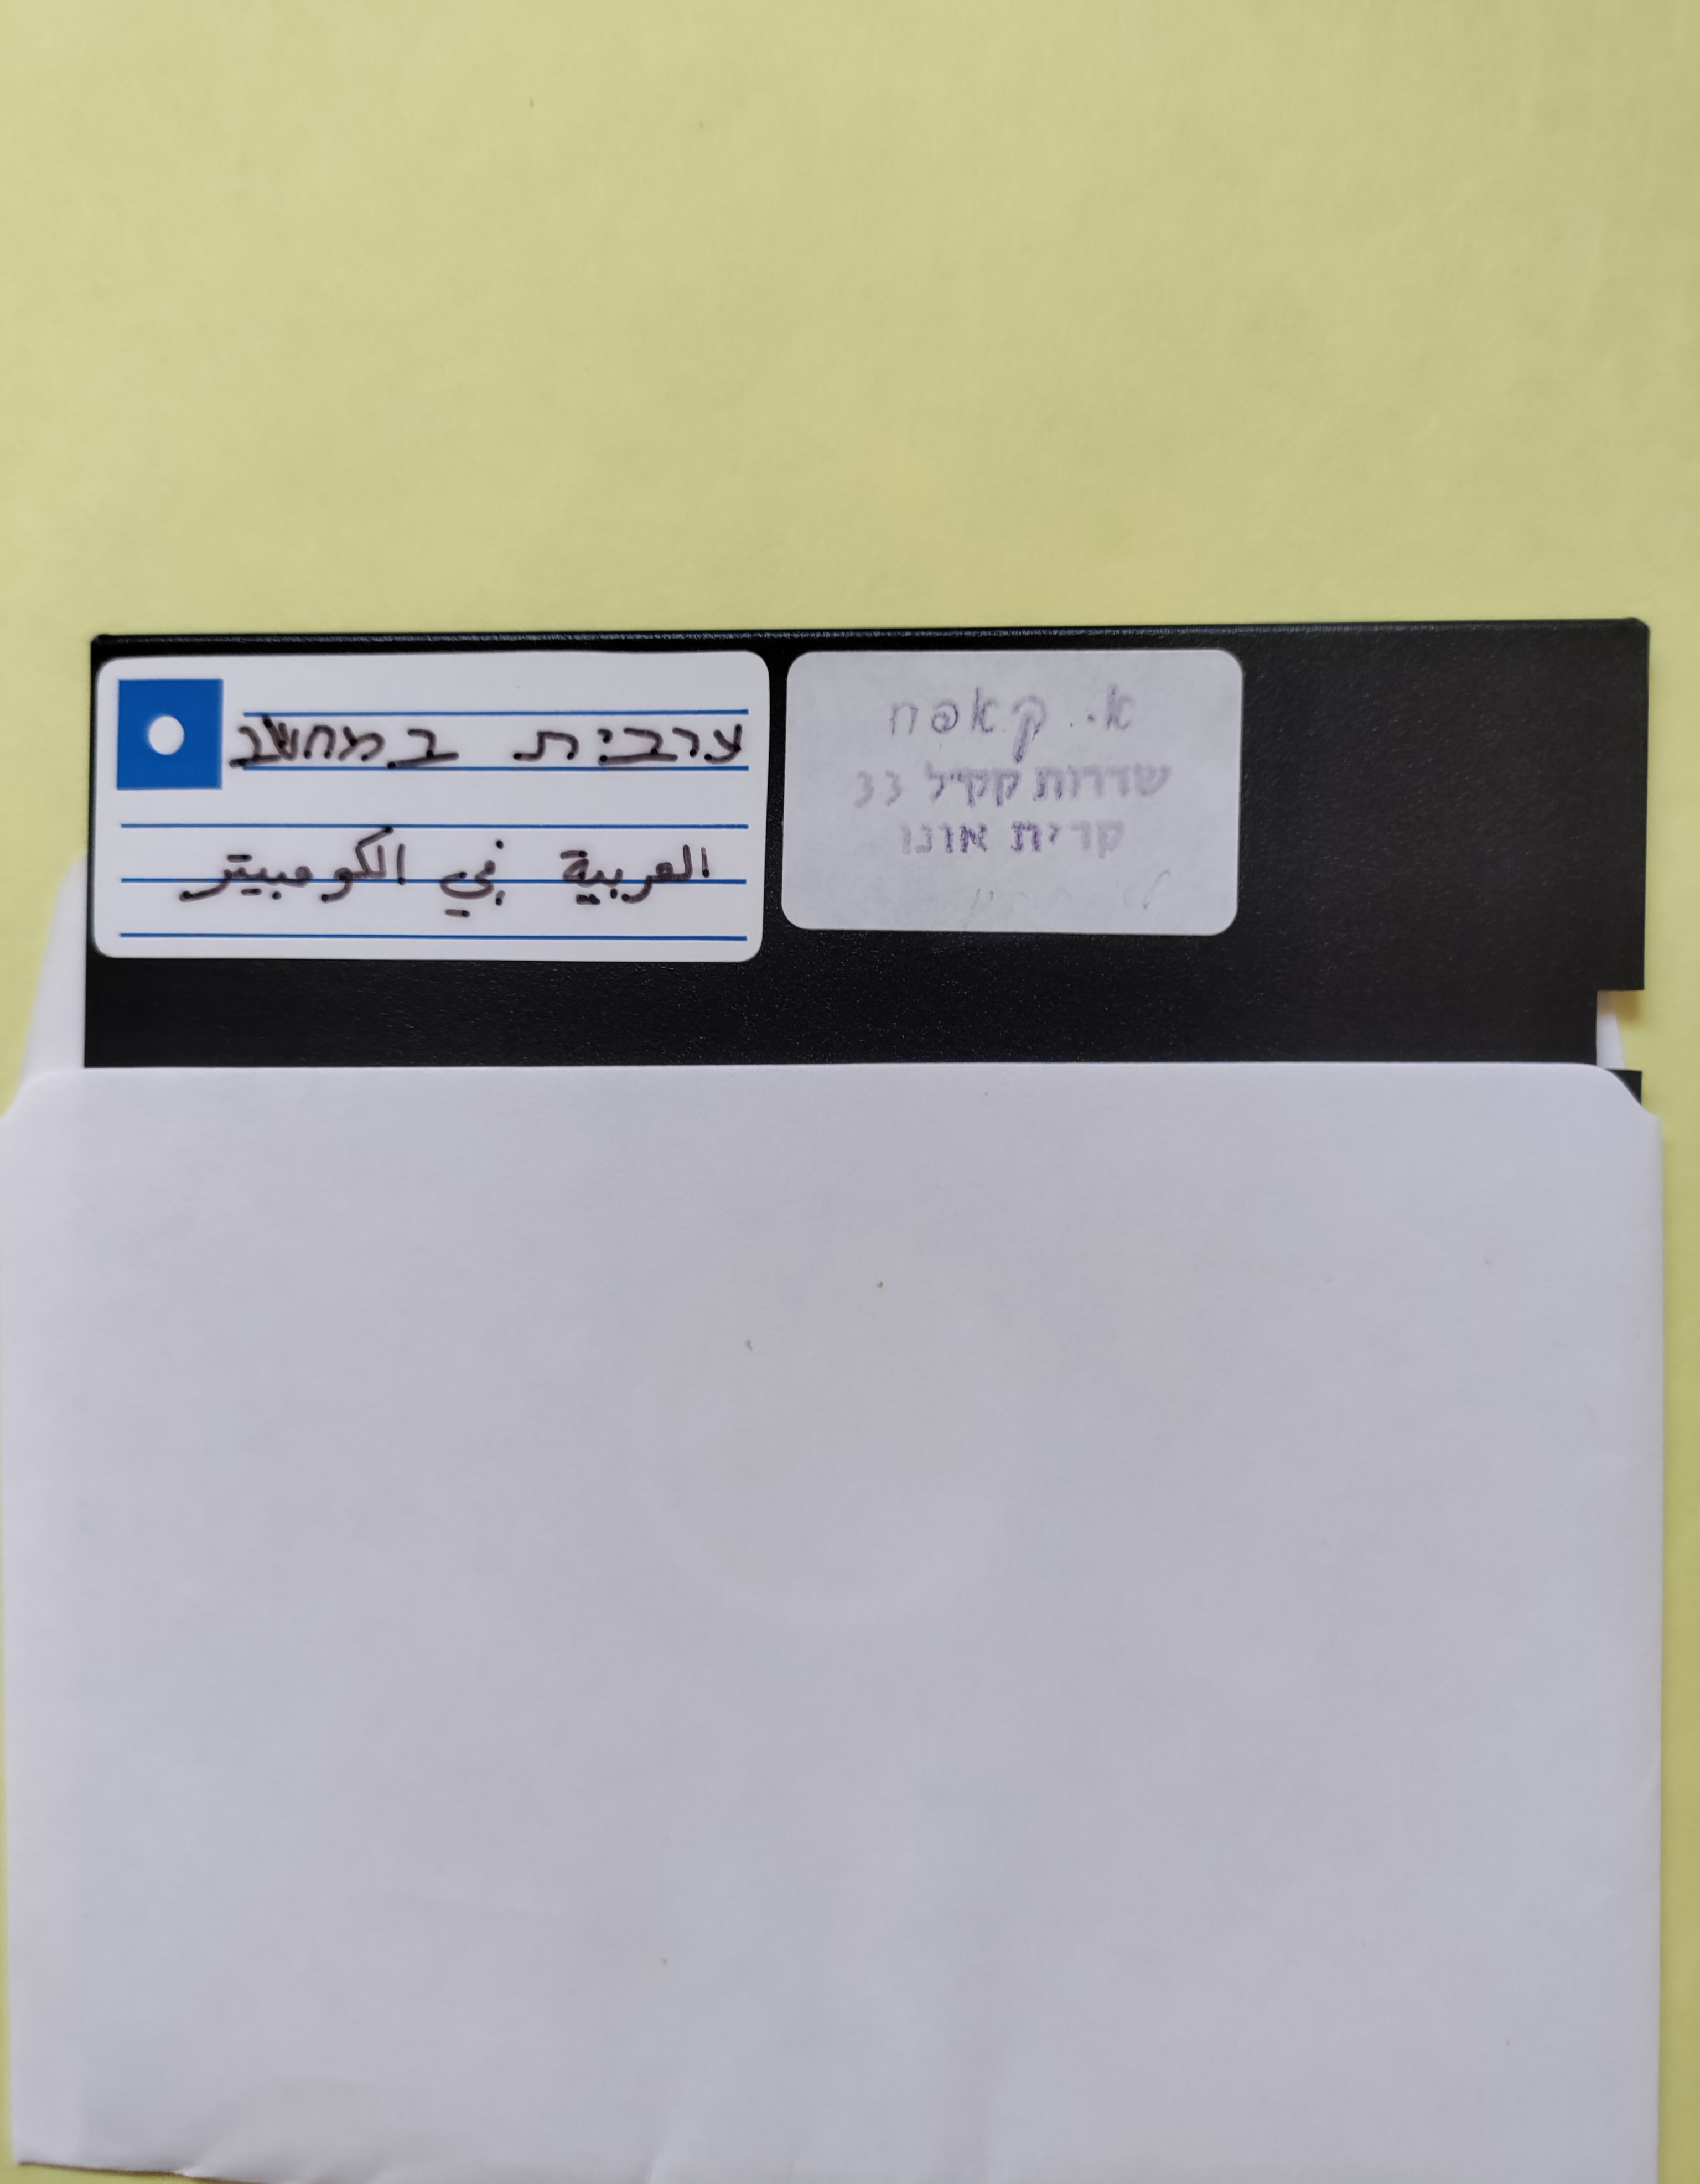 ערבית במחשב
العربية في الكومبيتر
א. קאפח
שדרות קק״ל 33
קרית אונו